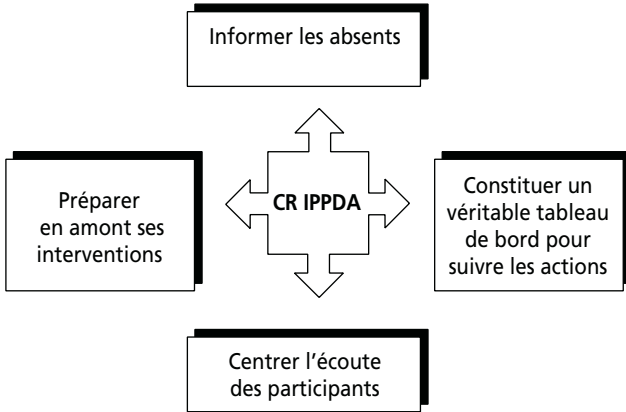 Informer les absents
Préparer
en amont ses
interventions
CR IPPDA
Constituer un
véritable tableau
de bord pour
suivre les actions
Centrer l'écoute
des participants